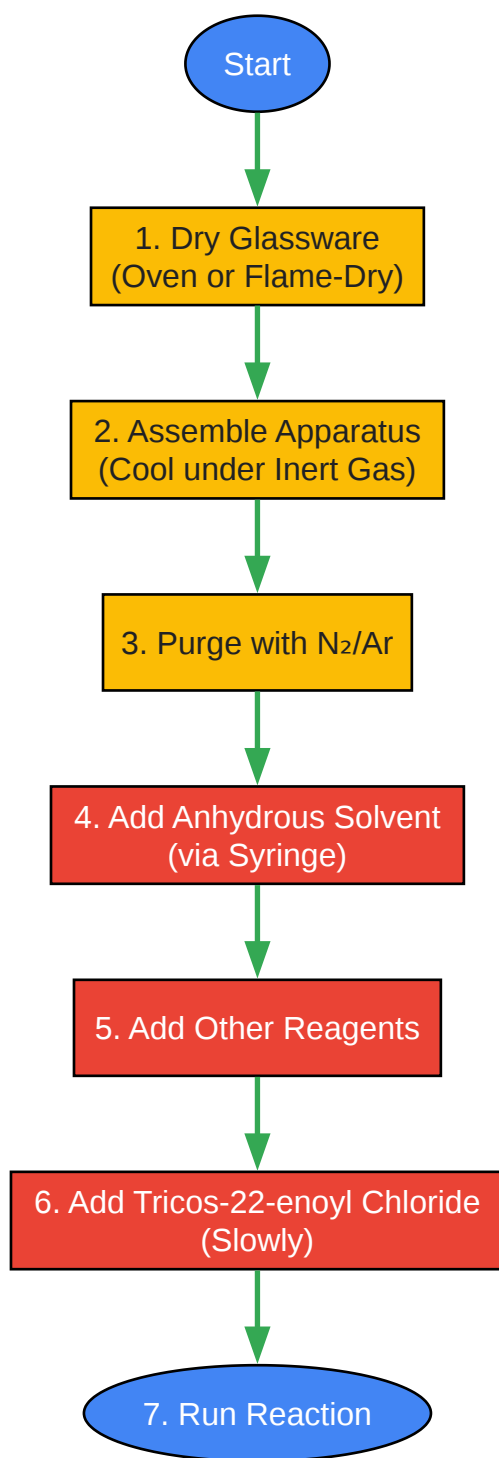 Start
1. Dry Glassware
(Oven or Flame-Dry)
2. Assemble Apparatus
(Cool under Inert Gas)
3. Purge with N₂/Ar
4. Add Anhydrous Solvent
(via Syringe)
5. Add Other Reagents
6. Add Tricos-22-enoyl Chloride
(Slowly)
7. Run Reaction